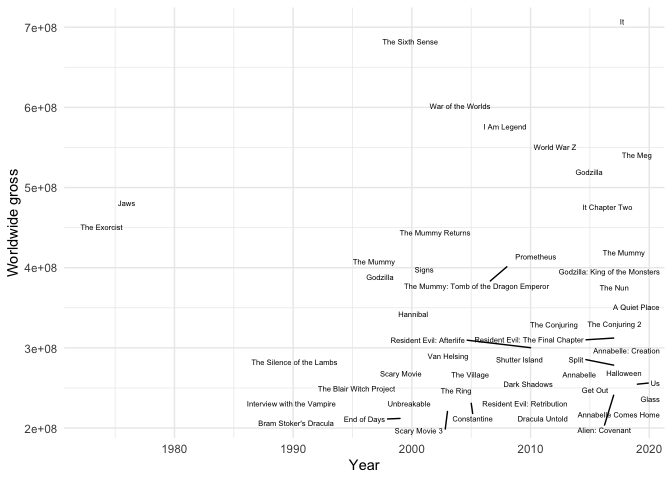 It
7e+08
The Sixth Sense
6e+08
War of the Worlds
I Am Legend
World War Z
The Meg
Godzilla
5e+08
Jaws
It Chapter Two
The Exorcist
The Mummy Returns
Worldwide gross
The Mummy
Prometheus
The Mummy
4e+08
Signs
Godzilla: King of the Monsters
Godzilla
The Mummy: Tomb of the Dragon Emperor
The Nun
A Quiet Place
Hannibal
The Conjuring
The Conjuring 2
Resident Evil: Afterlife
Resident Evil: The Final Chapter
3e+08
Annabelle: Creation
Van Helsing
Shutter Island
Split
The Silence of the Lambs
Scary Movie
The Village
Annabelle
Halloween
Dark Shadows
Us
The Blair Witch Project
The Ring
Get Out
Glass
Interview with the Vampire
Unbreakable
Resident Evil: Retribution
Annabelle Comes Home
End of Days
Constantine
Dracula Untold
Bram Stoker's Dracula
Scary Movie 3
Alien: Covenant
2e+08
1980
1990
2000
2010
2020
Year